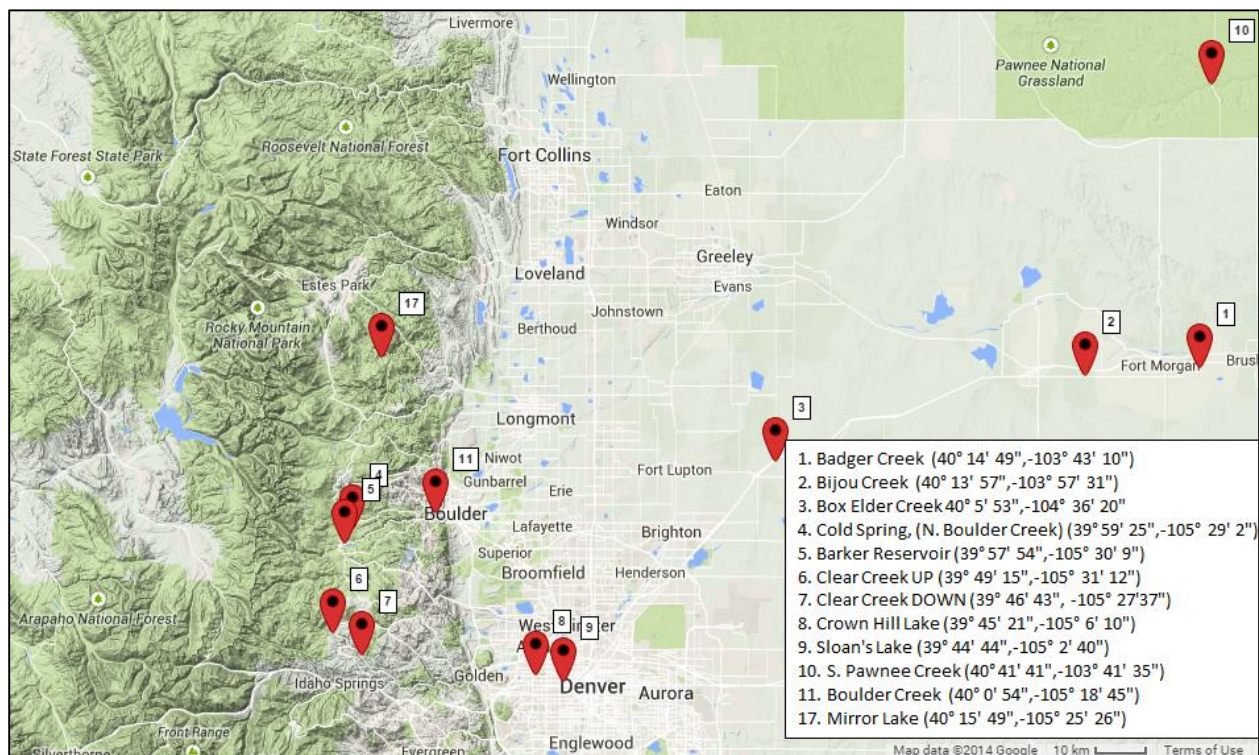 Livermore
10
Pawnee National
Grassland
Wellington
Roosevelt National Forest
State Forest State Park
Fort Collins
Eaton
Windsor
Greeley
Loveland
Evans
Estes Park
17
Johnstown
Rocky Mountain
National Park
Berthoud
1
2
Fort Morgan
Brush
3
Longmont
4
11
Niwot
5
Gunbarrel
Fort Lupton
Erie
Boulder
Lafayette
Brighton
Superior
Broomfield
Henderson
6
7
Arapaho National Forest
8
9
Golden
Idaho Springs
Denver
Aurora
Front Range
Silverthorne
Evergreen
Englewood
1. Badger Creek (40° 14' 49",-103° 43' 10")
2. Bijou Creek (40° 13' 57",-103° 57' 31")
3. Box Elder Creek 40° 5' 53",-104° 36' 20"
4. Cold Spring, (N. Boulder Creek) (39° 59' 25",-105° 29' 2")
5. Barker Reservoir (39° 57' 54",-105° 30' 9")
6. Clear Creek UP (39° 49' 15",-105° 31' 12")
7. Clear Creek DOWN (39° 46' 43", -105° 27'37")
8. Crown Hill Lake (39° 45' 21",-105° 6' 10")
9. Sloan's Lake (39° 44' 44",-105° 2' 40")
10. S. Pawnee Creek (40° 41' 41",-103° 41' 35")
11. Boulder Creek (40° 0' 54",-105° 18' 45")
17. Mirror Lake (40° 15' 49",-105° 25' 26")
Map data ©2014 Google 10 km Terms of Use